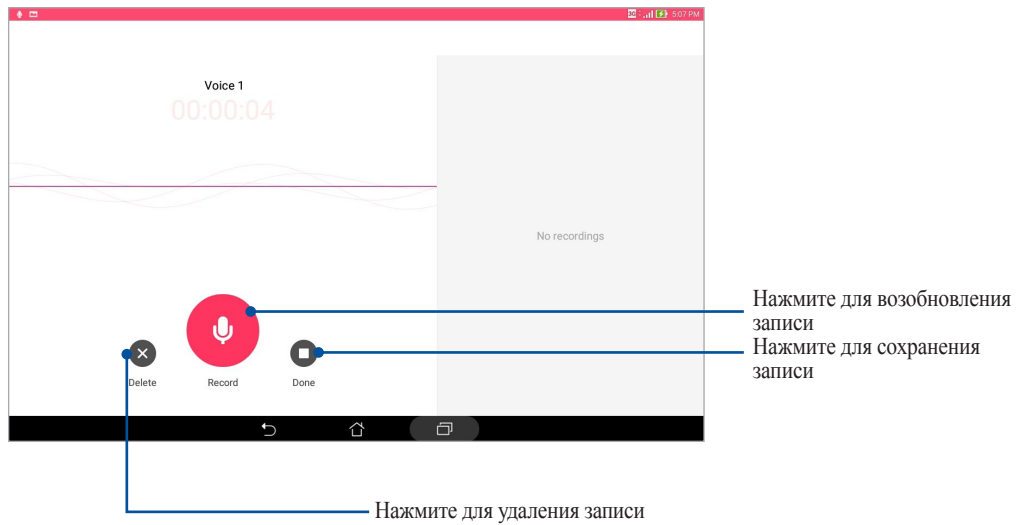 3G 5:07 PM
Voice 1
00:00:04
No recordings
Нажмите для возобновления
записи
Нажмите для сохранения
записи
Delete Record Done
Нажмите для удаления записи